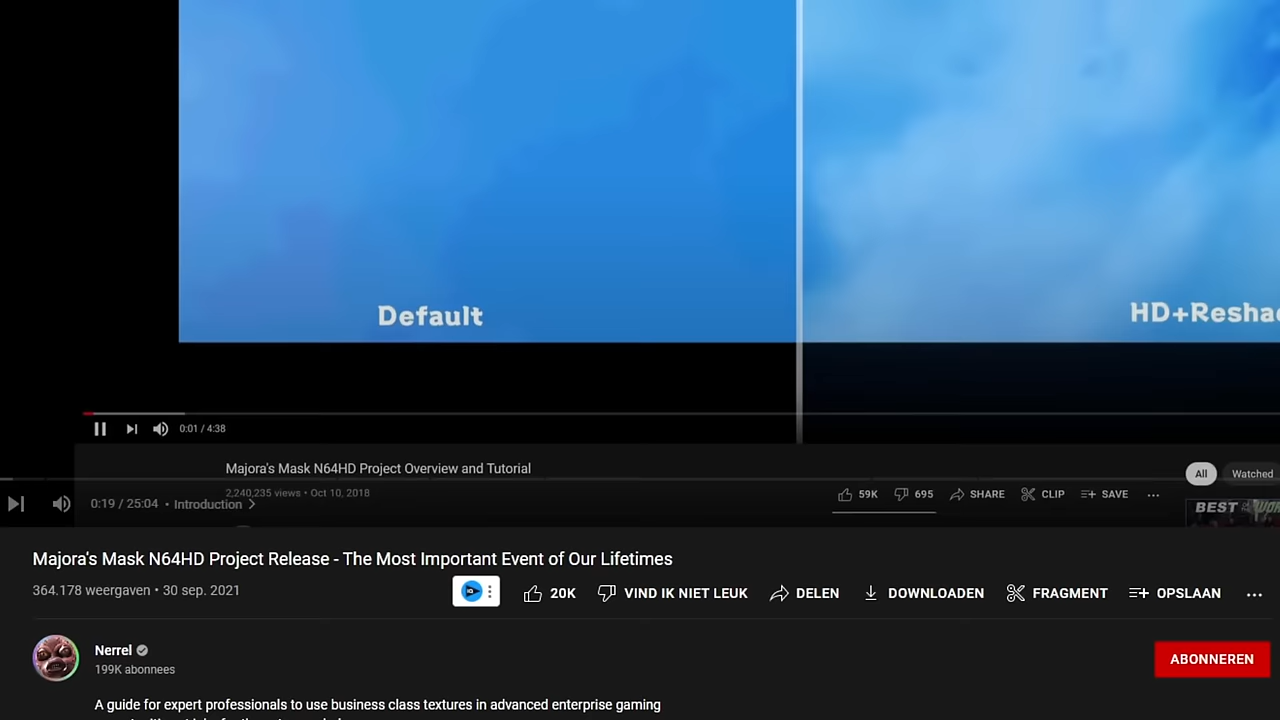 Default
HD+Resha
0:01 / 4:38
Majora's Mask N64HD Project Overview and Tutorial
2,240,235 views • Oct 10, 2018
59K 695 SHARE CLIP SAVE
All Watched
BEST
0:19 / 25:04 • Introduction
Majora's Mask N64HD Project Release - The Most Important Event of Our Lifetimes
364.178 weergaven • 30 sep. 2021
20K VIND IK NIET LEUK DELEN DOWNLOADEN FRAGMENT OPSLAAN
Nerrel
199K abonnees
ABONNEREN
A guide for expert professionals to use business class textures in advanced enterprise gaming